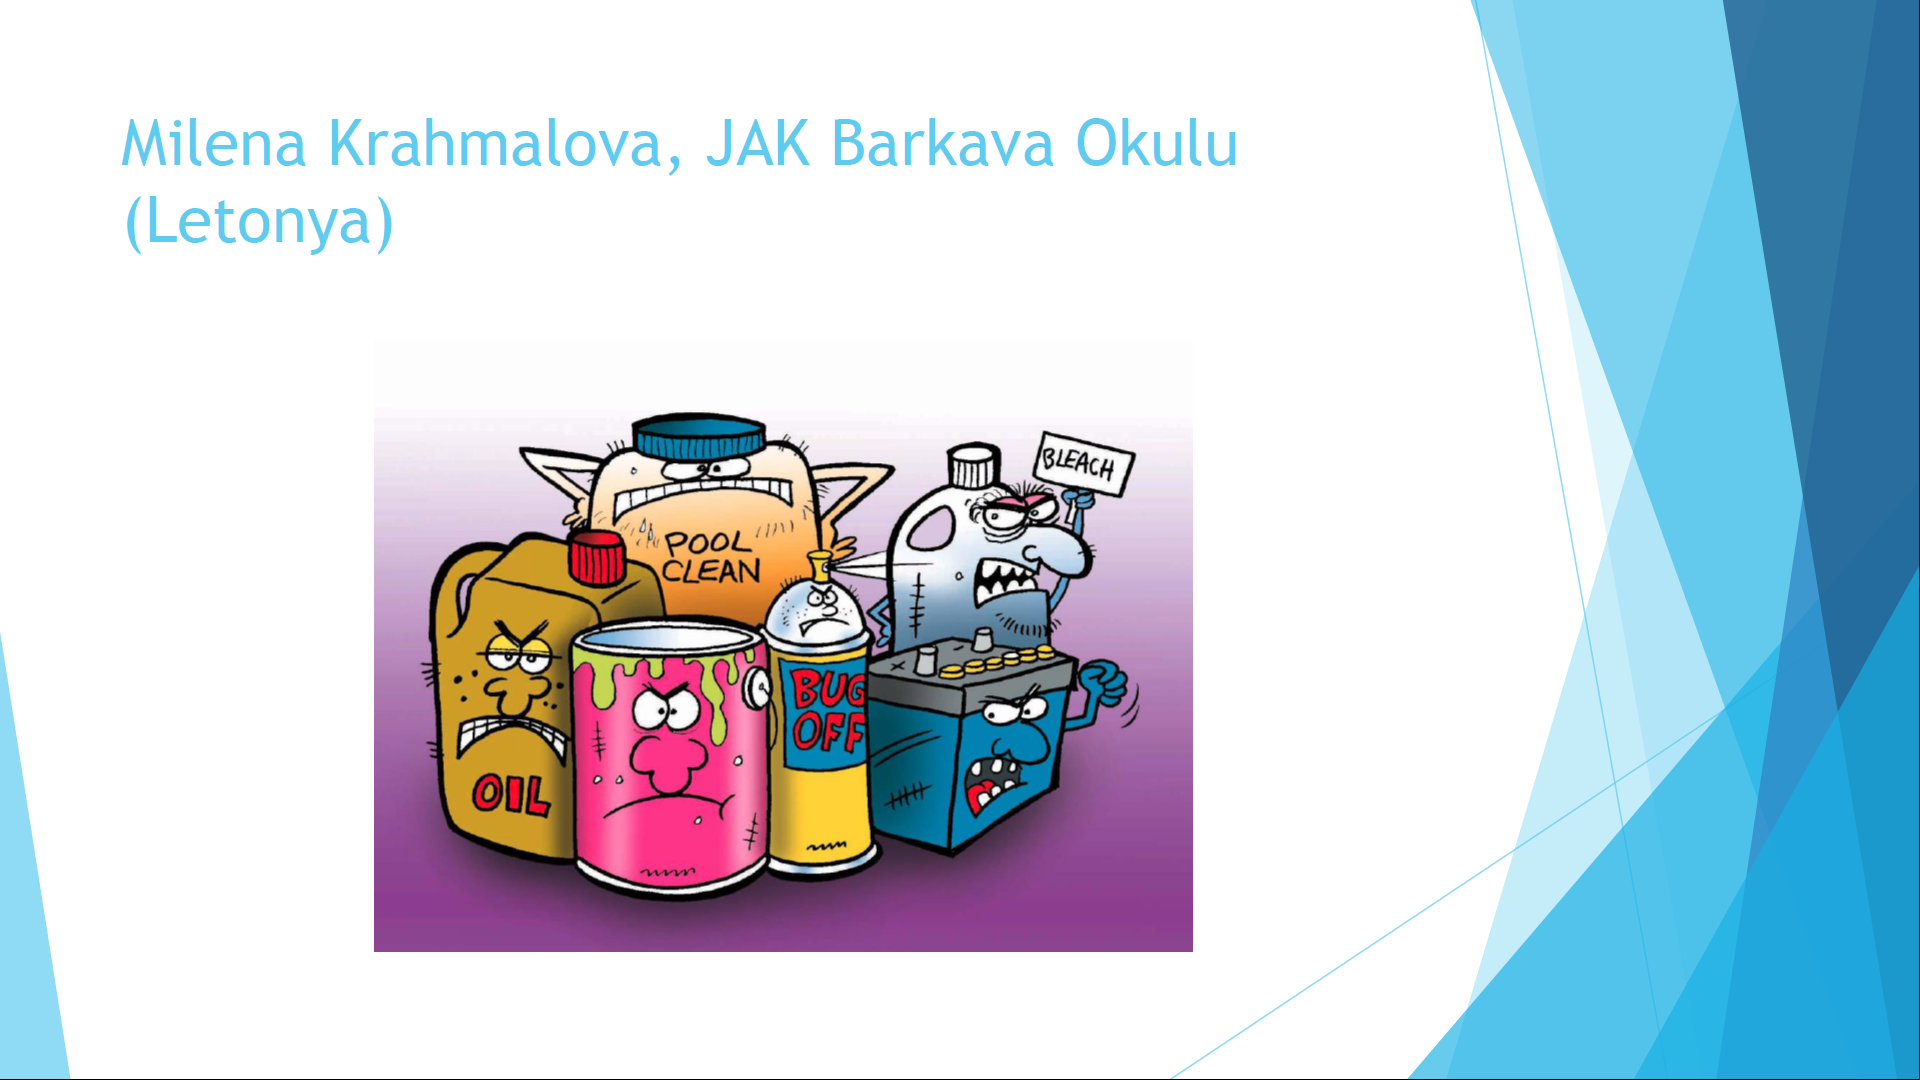 Milena Krahmalova, JAK Barkava Okulu
(Letonya)
BLEACH
POOL
CLEAN
BUG
OFF
OIL